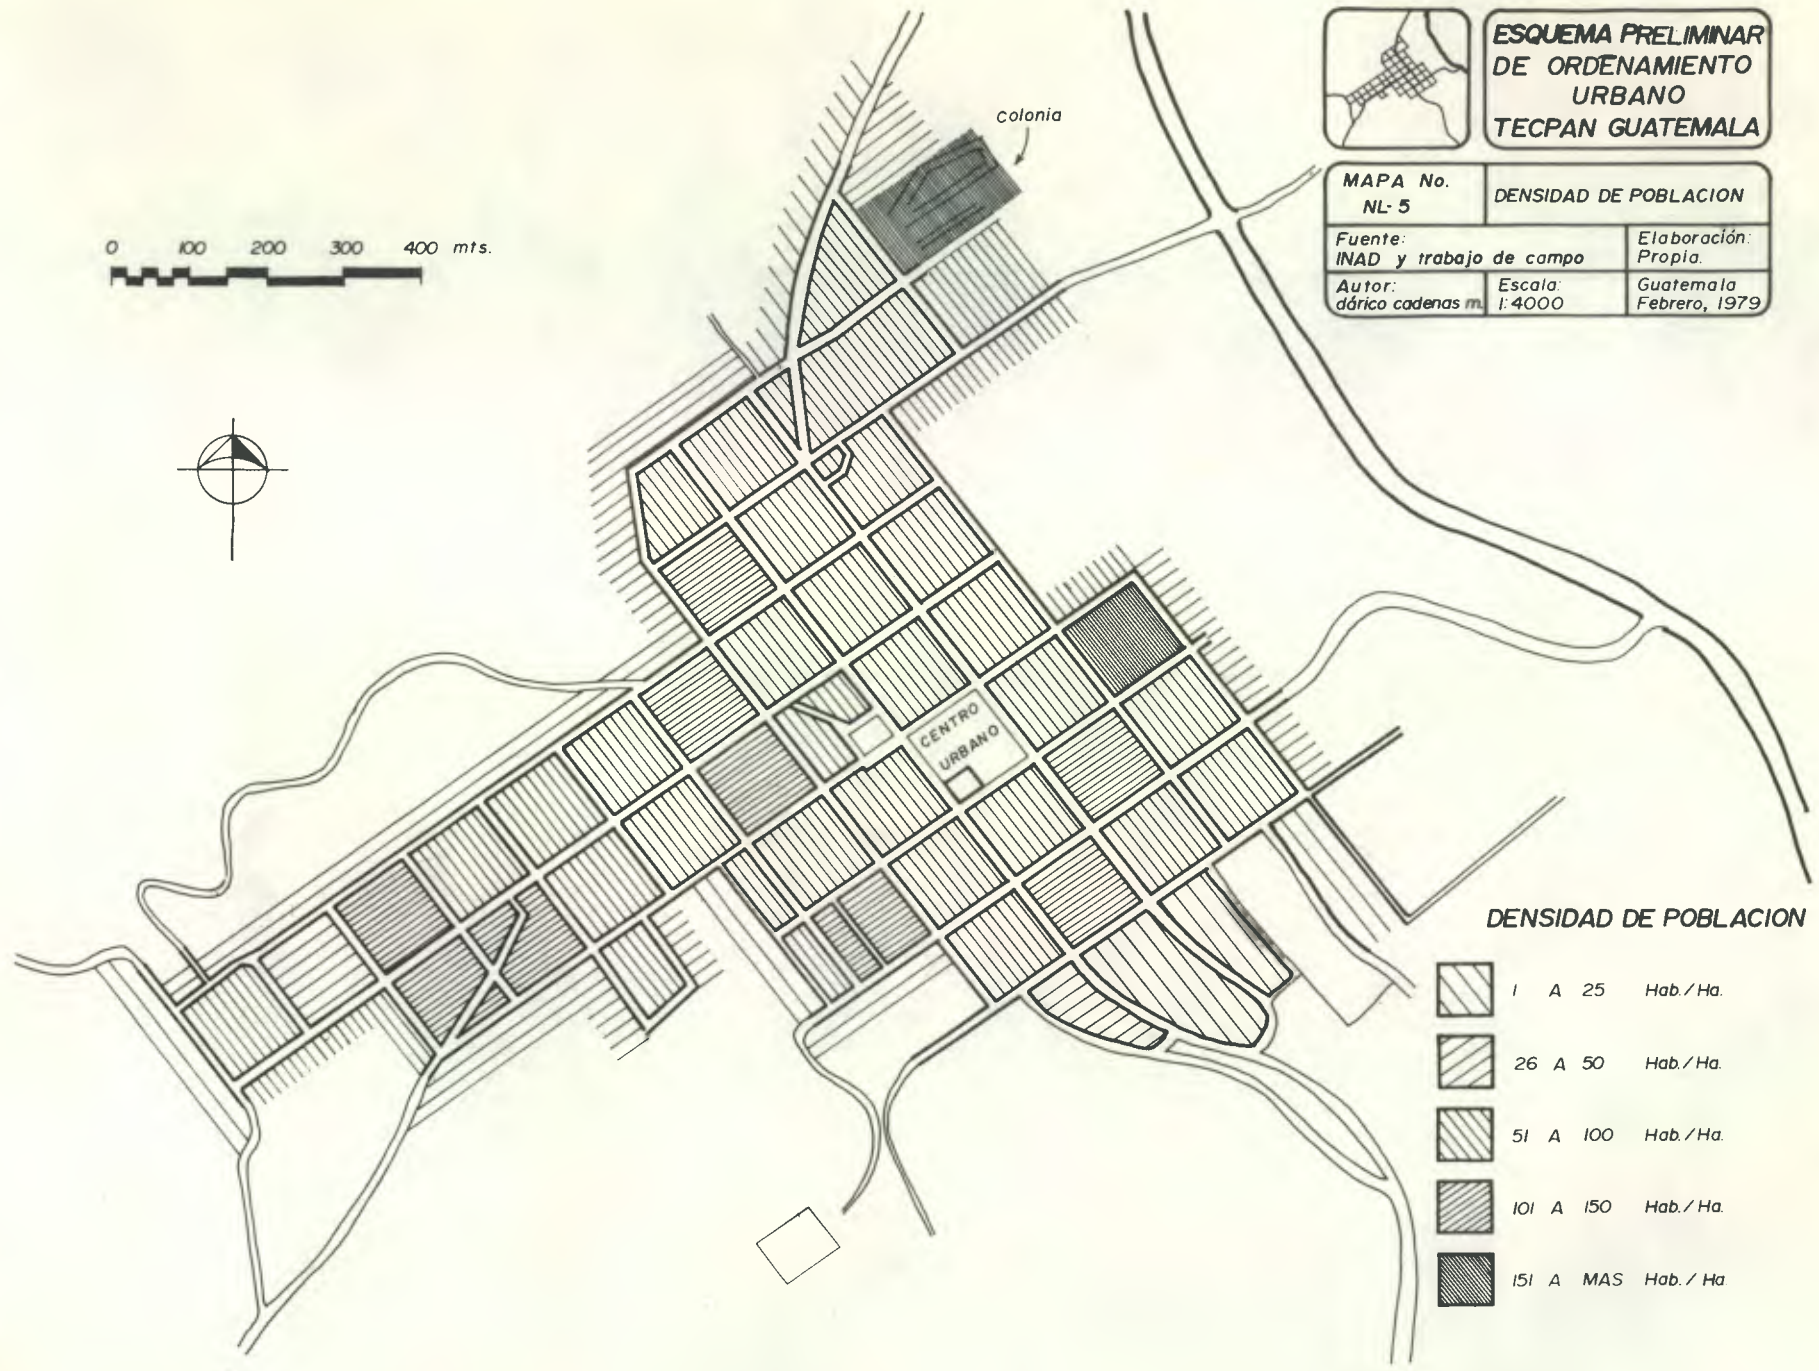 ESQUEMA PRELIMINAR
DE ORDENAMIENTO
URBANO
TECPAN GUATEMALA
MAPA No.
NL-5
DENSIDAD DE POBLACION
Fuente:
INAD y trabajo de campo
Elaboración:
Propia.
Autor:
dárico cadenas m.
Escala:
1:4000
Guatemala
Febrero, 1979
Colonia
0 100 200 300 400 mts.
CENTRO
URBANO
DENSIDAD DE POBLACION
1 A 25 Hab./Ha.
26 A 50 Hab./Ha.
51 A 100 Hab./Ha.
101 A 150 Hab./Ha.
151 A MAS Hab./Ha